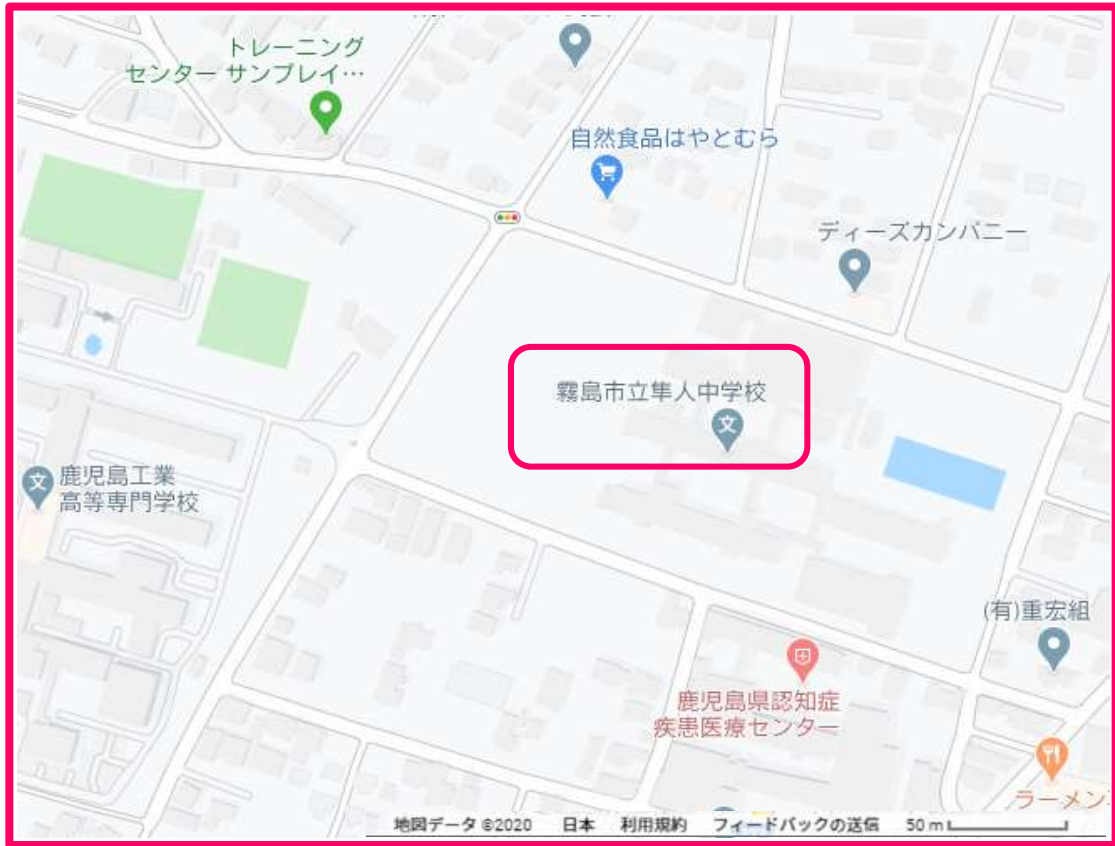 トレーニング
センター サンプレイ…
自然食品はやとむら
ディーズカンパニー
霧島市立隼人中学校
文
文
鹿児島工業
高等専門学校
(有)重宏組
鹿児島県認知症
疾患医療センター
ラーメン
地図データ ©2020 日本 利用規約 フィードバックの送信 50 m